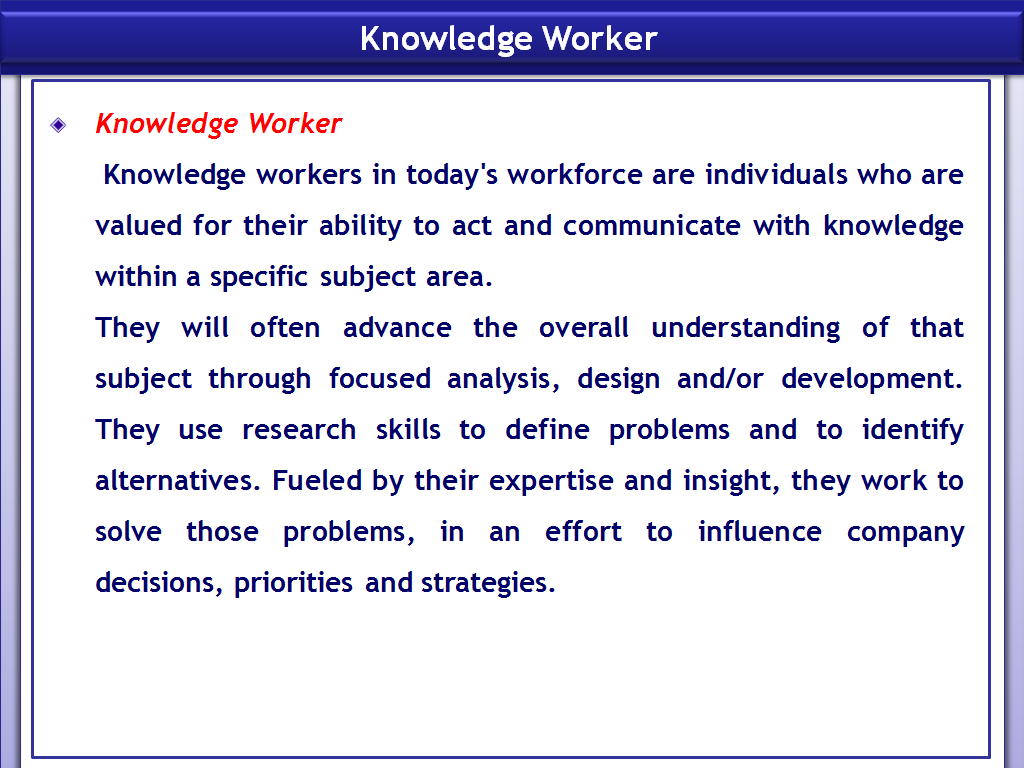 Knowledge Worker
Knowledge Worker
Knowledge workers in today's workforce are individuals who are
valued for their ability to act and communicate with knowledge
within a specific subject area.
They will often advance the overall understanding of that
subject through focused analysis, design and/or development.
They use research skills to define problems and to identify
alternatives. Fueled by their expertise and insight, they work to
solve those problems, in an effort to influence company
decisions, priorities and strategies.